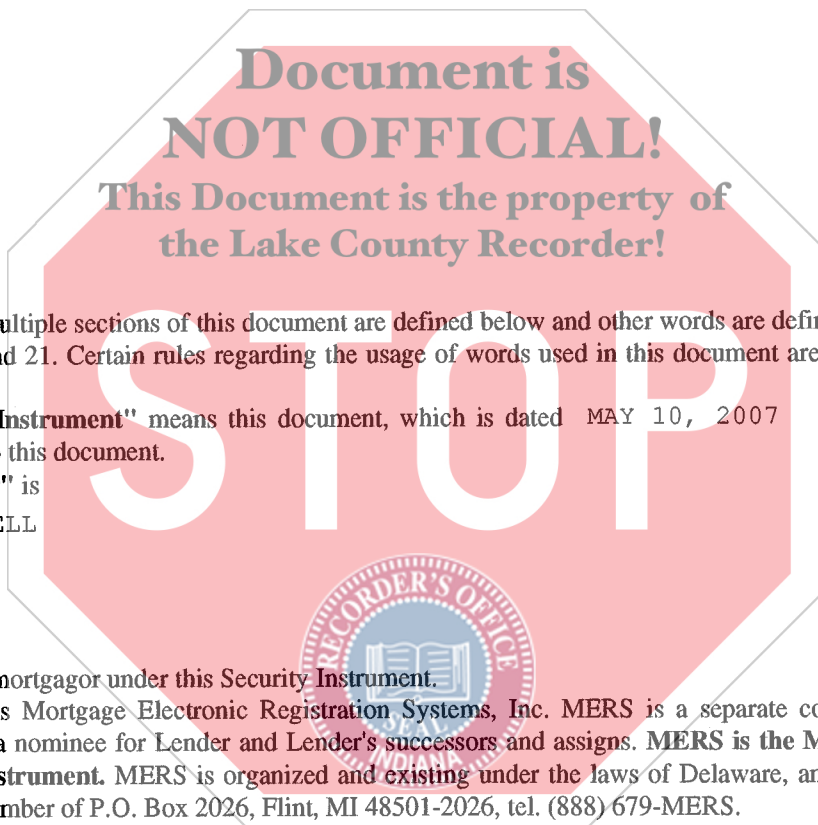 Document is
NOT OFFICIAL!
This Document is the property of
the Lake County Recorder!
STOP
ultiple sections of this document are defined below and other words are defin
d 21. Certain rules regarding the usage of words used in this document are
Instrument" means this document, which is dated MAY 10, 2007
this document.
" is
ELL
RECORDER'S OFFICE
mortgagor under this Security Instrument.
s Mortgage Electronic Registration Systems, Inc. MERS is a separate co
a nominee for Lender and Lender's successors and assigns. MERS is the M
SEAL
strument. MERS is organized and existing under the laws of Delaware, an
INDIANA
mber of P.O. Box 2026, Flint, MI 48501-2026, tel. (888) 679-MERS.